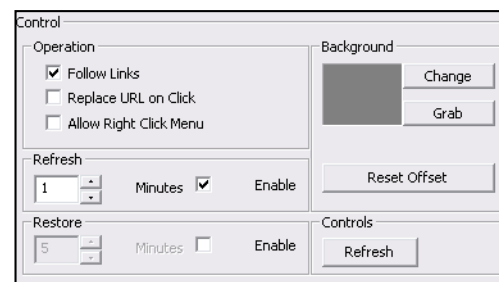 Control
Operation
Follow Links
Replace URL on Click
Allow Right Click Menu
Background
Change
Grab
Reset Offset
Refresh
1 Minutes Enable
Restore
5 Minutes Enable
Controls
Refresh